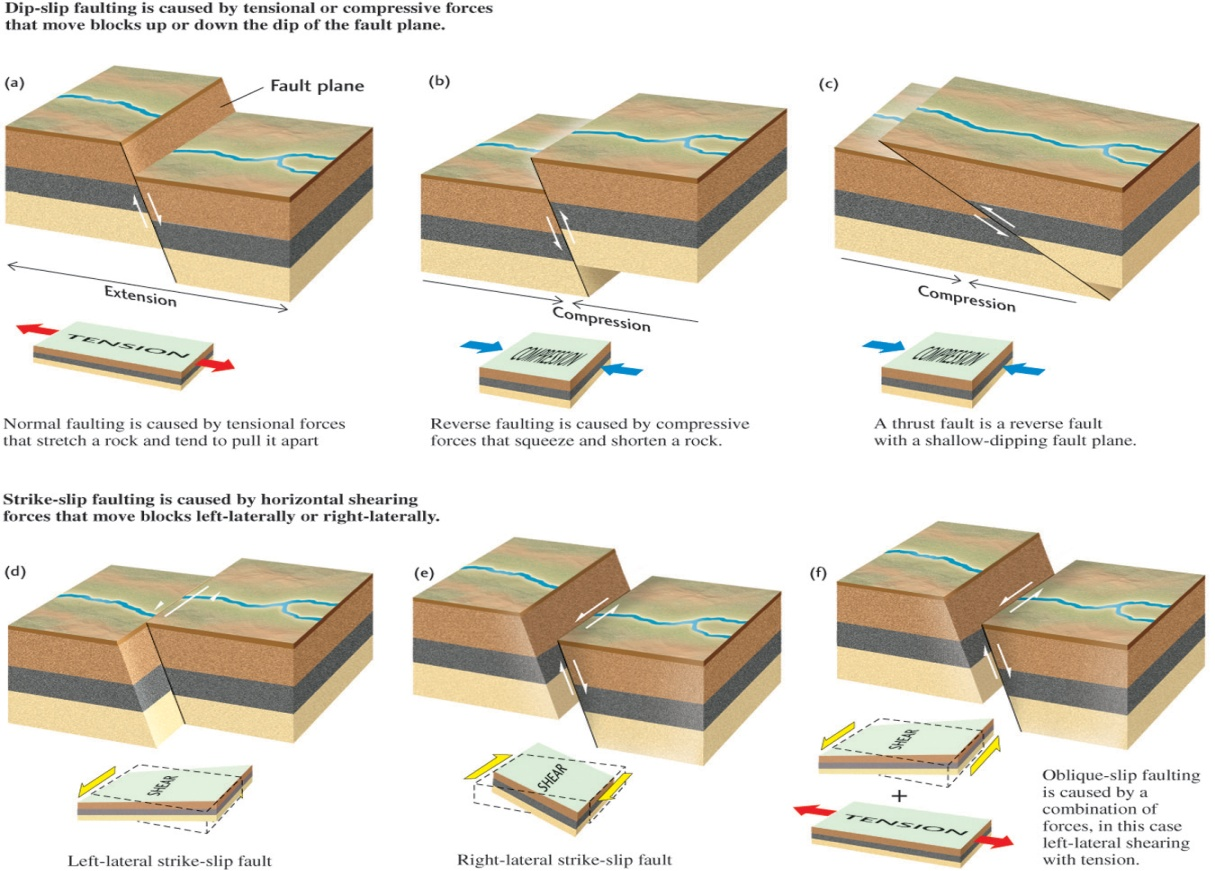 Dip-slip faulting is caused by tensional or compressive forces
that move blocks up or down the dip of the fault plane.
(a)
Fault plane
(b)
(c)
Extension
Compression
Compression
TENSION
COMPRESSION
COMPRESSION
Normal faulting is caused by tensional forces
that stretch a rock and tend to pull it apart
Reverse faulting is caused by compressive
forces that squeeze and shorten a rock.
A thrust fault is a reverse fault
with a shallow-dipping fault plane.
Strike-slip faulting is caused by horizontal shearing
forces that move blocks left-laterally or right-laterally.
(d)
(e)
(f)
SHEAR
SHEAR
SHEAR
+
TENSION
Left-lateral strike-slip fault
Right-lateral strike-slip fault
Oblique-slip faulting
is caused by a
combination of
forces, in this case
left-lateral shearing
with tension.